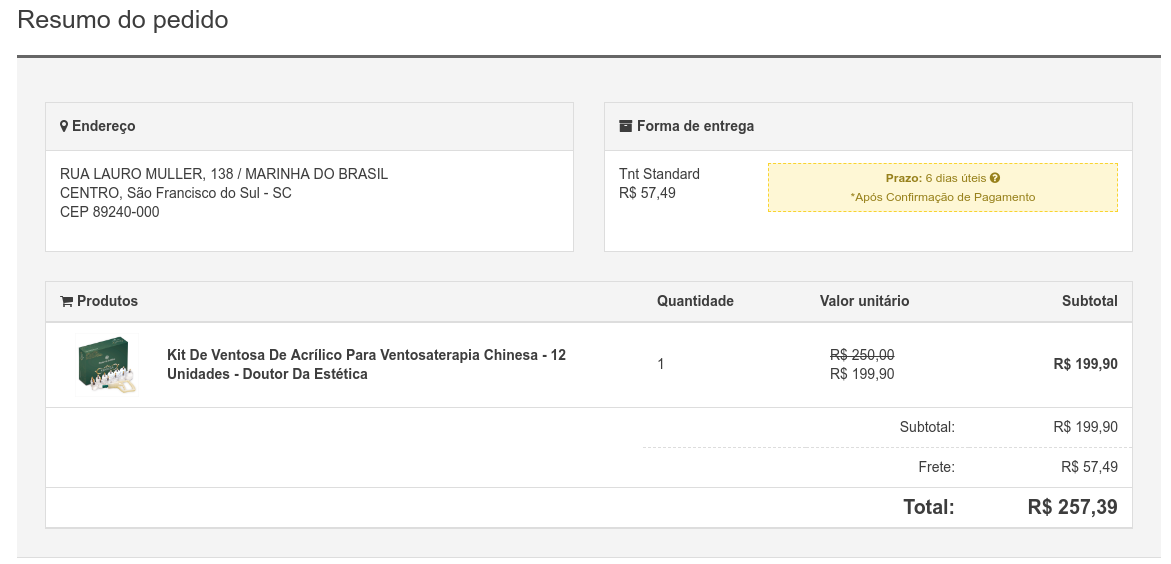 Resumo do pedido
Endereço
RUA LAURO MULLER, 138 / MARINHA DO BRASIL
CENTRO, São Francisco do Sul - SC
CEP 89240-000
Forma de entrega
Tnt Standard
R$ 57,49
Prazo: 6 dias úteis
*Após Confirmação de Pagamento
Produtos Quantidade Valor unitário Subtotal
Kit De Ventosa De Acrílico Para Ventosaterapia Chinesa - 12
Unidades - Doutor Da Estética
1
R$ 250,00
R$ 199,90
R$ 199,90
Subtotal: R$ 199,90
Frete: R$ 57,49
Total: R$ 257,39